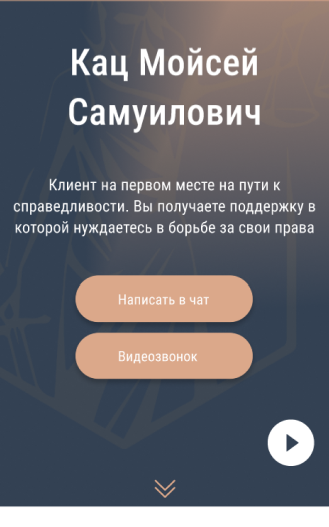 Кац Мойсей
Самуилович
Клиент на первом месте на пути к
справедливости. Вы получаете поддержку в
которой нуждаетесь в борьбе за свои права
Написать в чат
Видеозвонок